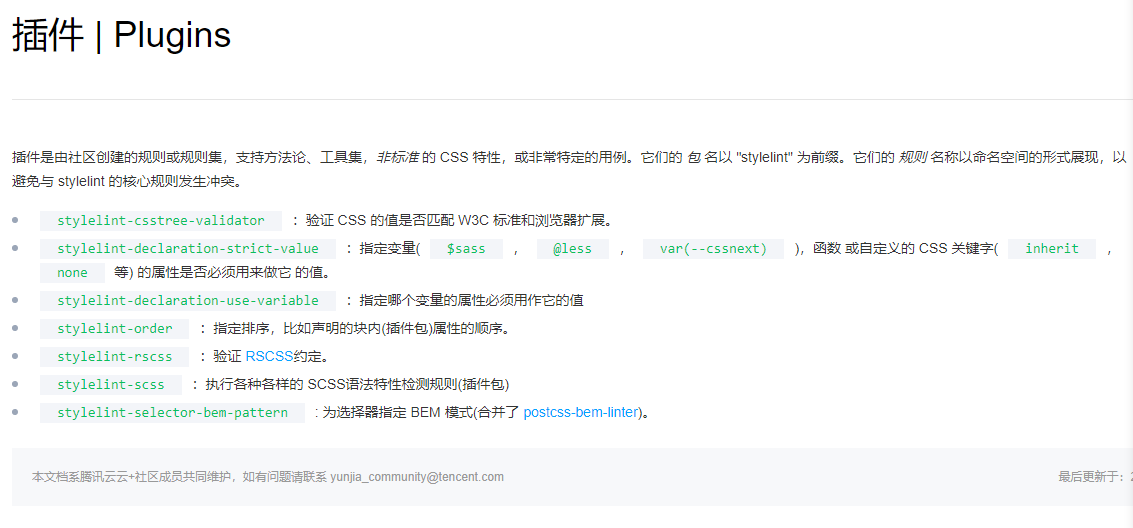 插件 | Plugins
插件是由社区创建的规则或规则集，支持方法论、工具集，非标准 的 CSS 特性，或非常特定的用例。它们的 包 名以 "stylelint" 为前缀。它们的 规则 名称以命名空间的形式展现，以
避免与 stylelint 的核心规则发生冲突。
stylelint-csstree-validator ：验证 CSS 的值是否匹配 W3C 标准和浏览器扩展。
stylelint-declaration-strict-value ：指定变量( $sass ， @less ， var(--cssnext) )，函数 或自定义的 CSS 关键字( inherit ，
none 等) 的属性是否必须用来做它 的值。
stylelint-declaration-use-variable ：指定哪个变量的属性必须用作它的值
stylelint-order ：指定排序，比如声明的块内(插件包)属性的顺序。
stylelint-rscss ：验证 RSCSS约定。
stylelint-scss ：执行各种各样的 SCSS语法特性检测规则(插件包)
stylelint-selector-bem-pattern : 为选择器指定 BEM 模式(合并了 postcss-bem-linter)。
本文档系腾讯云云+社区成员共同维护，如有问题请联系 yunjia_community@tencent.com 最后更新于：